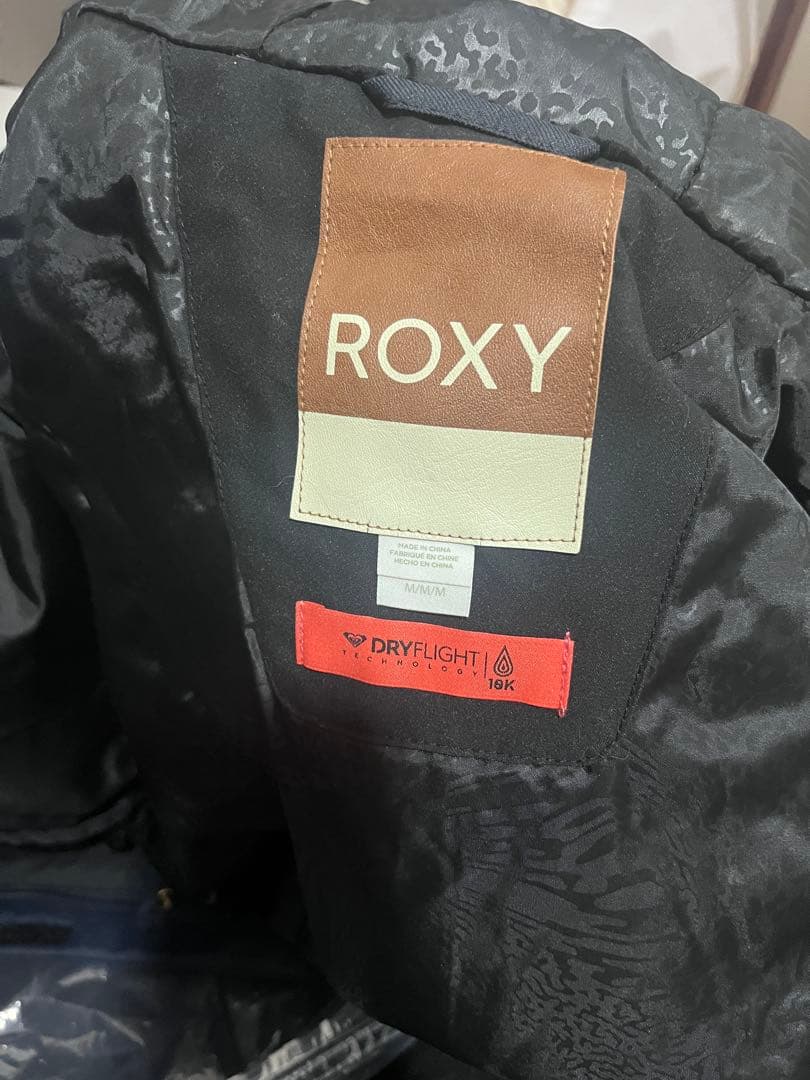 ROXY
MADE IN CHINA
FABRIQUÉ EN CHINE
HECHO EN CHINA
M/M/M
DRYFLIGHT
TECHNOLOGY
10K